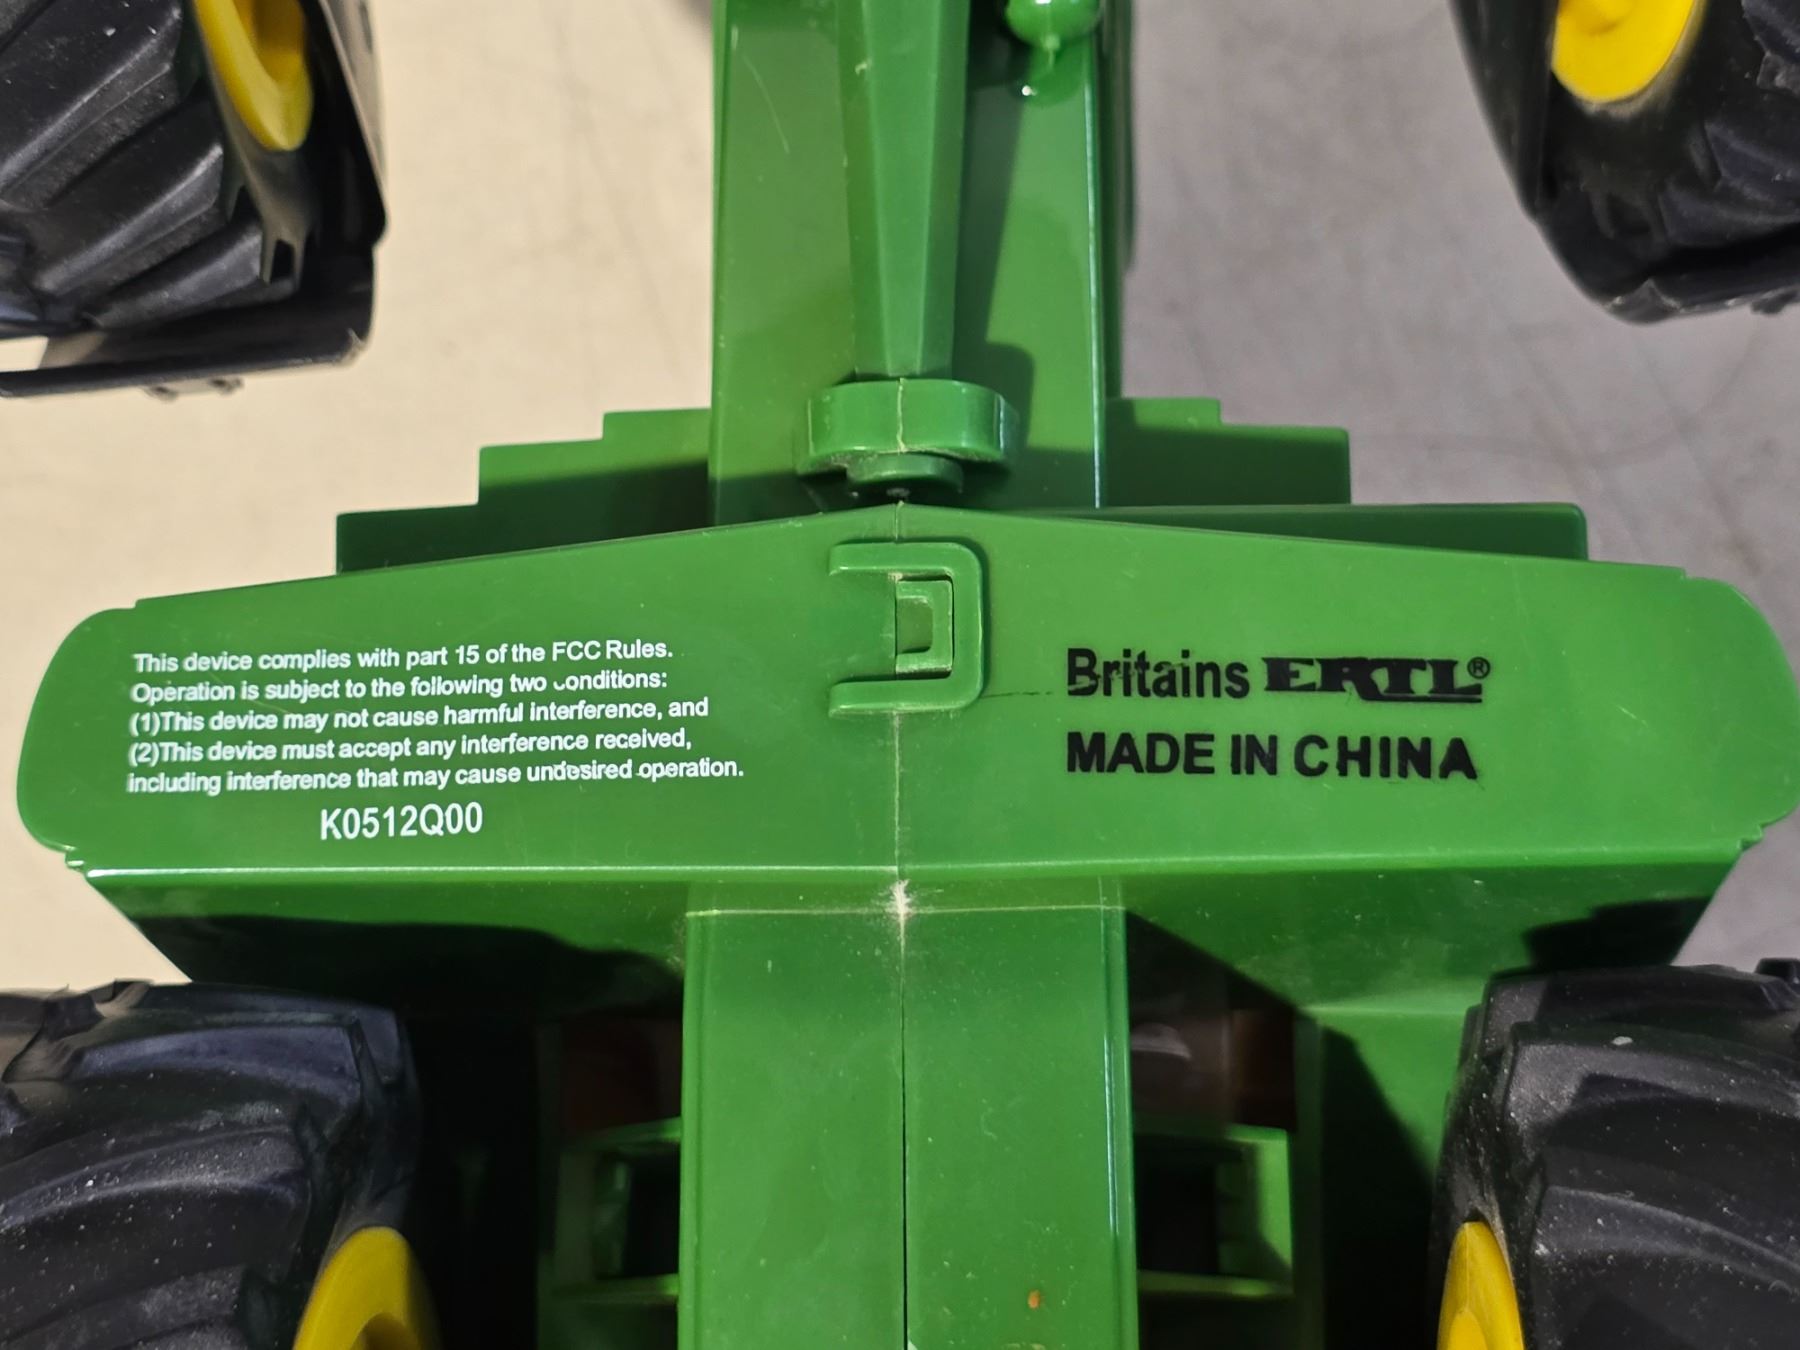 This device complies with part 15 of the FCC Rules.
Operation is subject to the following two conditions:
(1)This device may not cause harmful interference, and
(2)This device must accept any interference received,
including interference that may cause undesired operation.
K0512Q00
Britains ERTL®
MADE IN CHINA